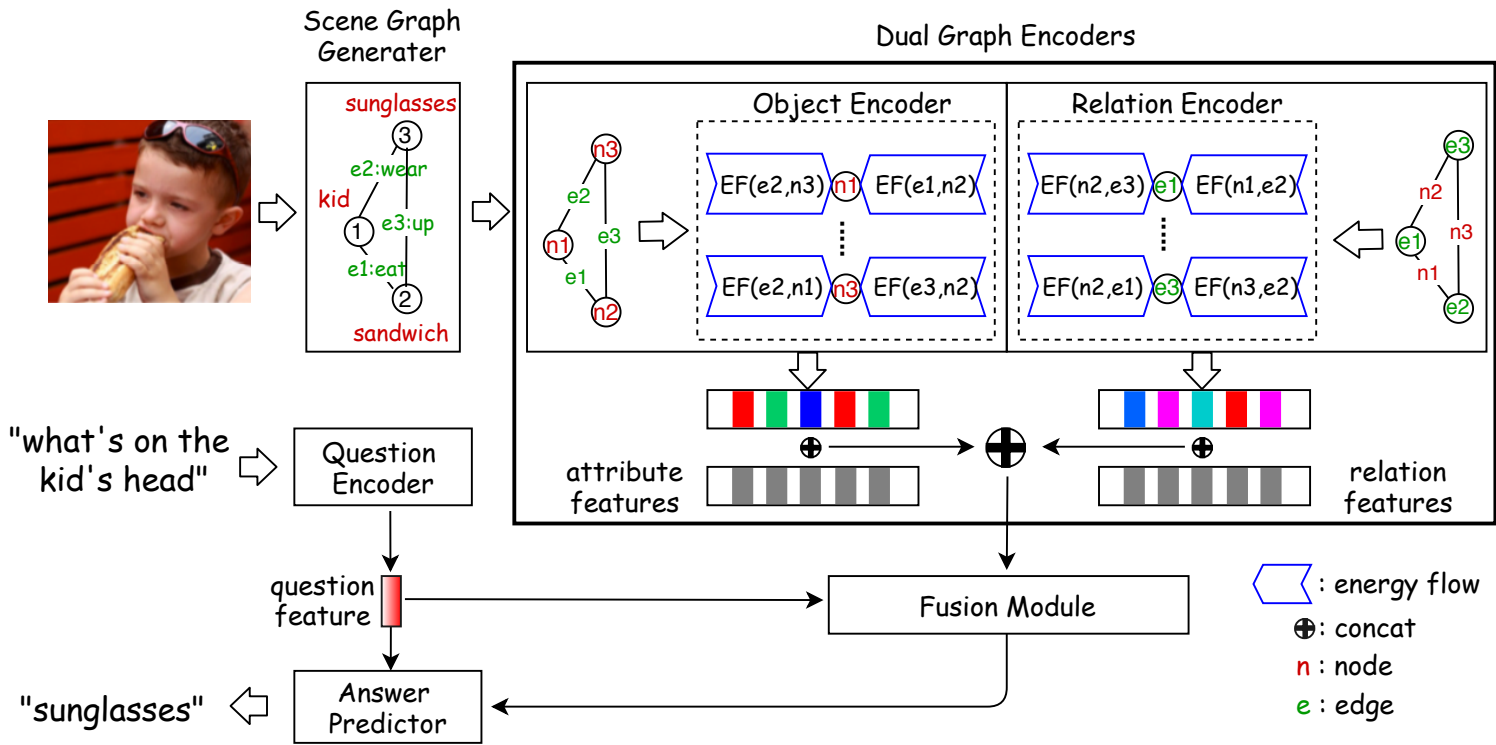 Scene Graph
Generater
Dual Graph Encoders
sunglasses
3
e2:wear
kid
1
e3:up
e1:eat
2
sandwich
Object Encoder
Relation Encoder
n3
e2
n1
e3
e1
n2
EF(e2,n3) n1 EF(e1,n2)
EF(e2,n1) n3 EF(e3,n2)
EF(n2,e3) e1 EF(n1,e2)
EF(n2,e1) e3 EF(n3,e2)
e3
n2
e1
n3
n1
e2
attribute
features
relation
features
"what's on the
kid's head"
Question
Encoder
question
feature
Fusion Module
Answer
Predictor
"sunglasses"
: energy flow
: concat
n : node
e : edge